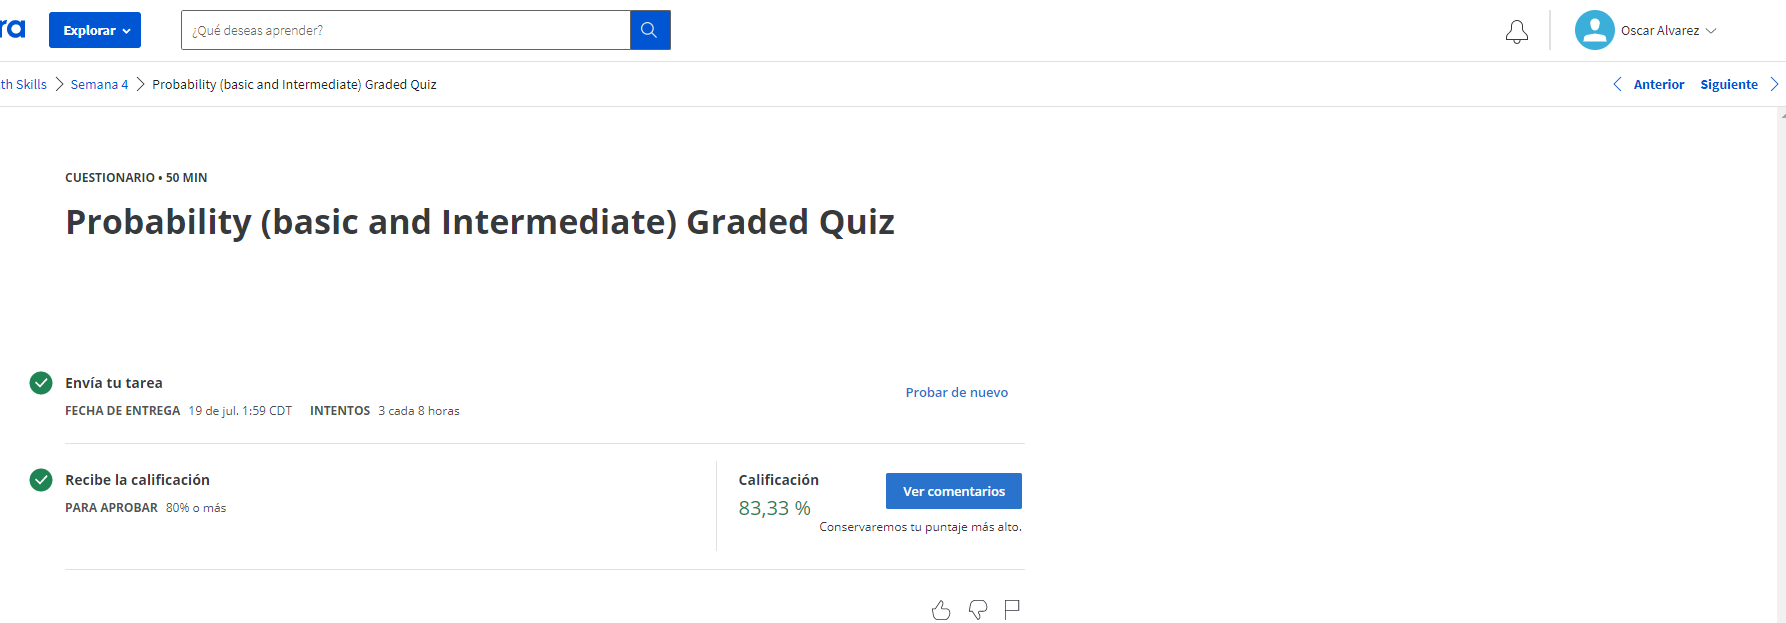 ra
Explorar
¿Qué deseas aprender?
Oscar Alvarez
th Skills Semana 4 Probability (basic and Intermediate) Graded Quiz
Anterior Siguiente
CUESTIONARIO • 50 MIN
Probability (basic and Intermediate) Graded Quiz
Envía tu tarea
FECHA DE ENTREGA 19 de jul. 1:59 CDT INTENTOS 3 cada 8 horas
Probar de nuevo
Recibe la calificación
PARA APROBAR 80% o más
Calificación
83,33 %
Ver comentarios
Conservaremos tu puntaje más alto.